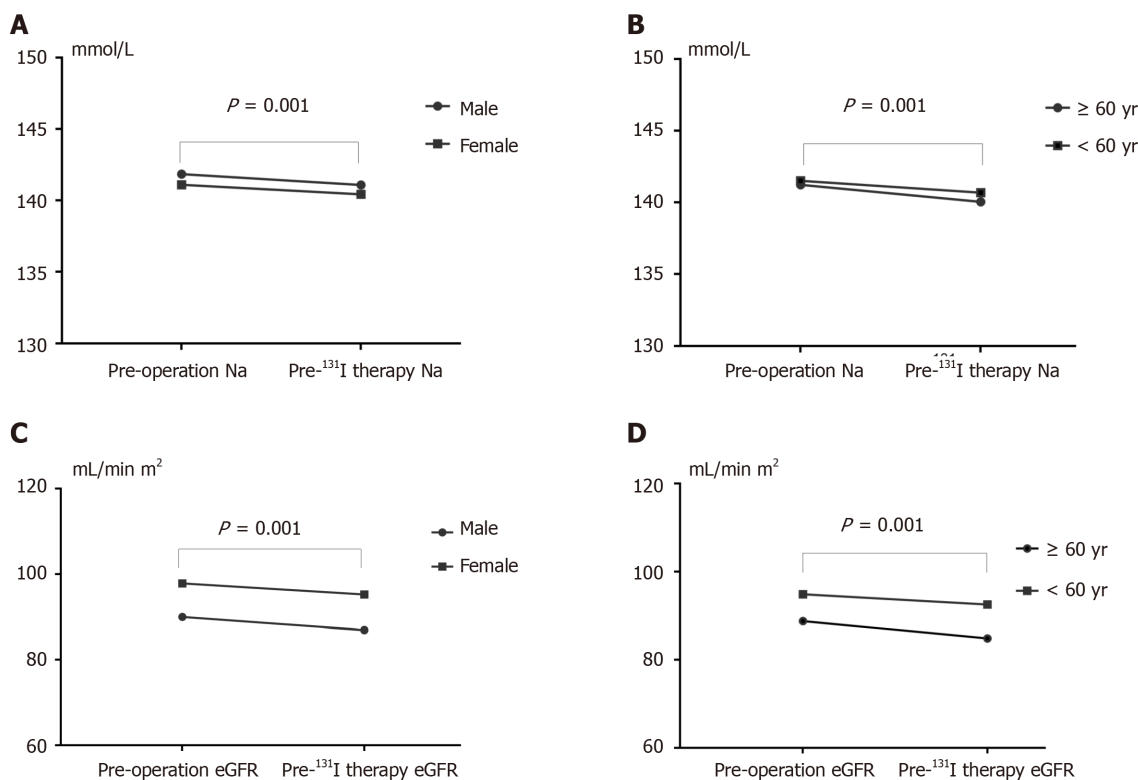 A
mmol/L
150
145
140
135
130
P = 0.001
Male
Female
Pre-operation Na
Pre-¹³¹I therapy Na
B
mmol/L
150
145
140
135
130
P = 0.001
≥ 60 yr
< 60 yr
Pre-operation Na
Pre-¹³¹I therapy Na
C
mL/min m²
120
100
80
60
P = 0.001
Male
Female
Pre-operation eGFR
Pre-¹³¹I therapy eGFR
D
mL/min m²
120
100
80
60
P = 0.001
≥ 60 yr
< 60 yr
Pre-operation eGFR
Pre-¹³¹I therapy eGFR